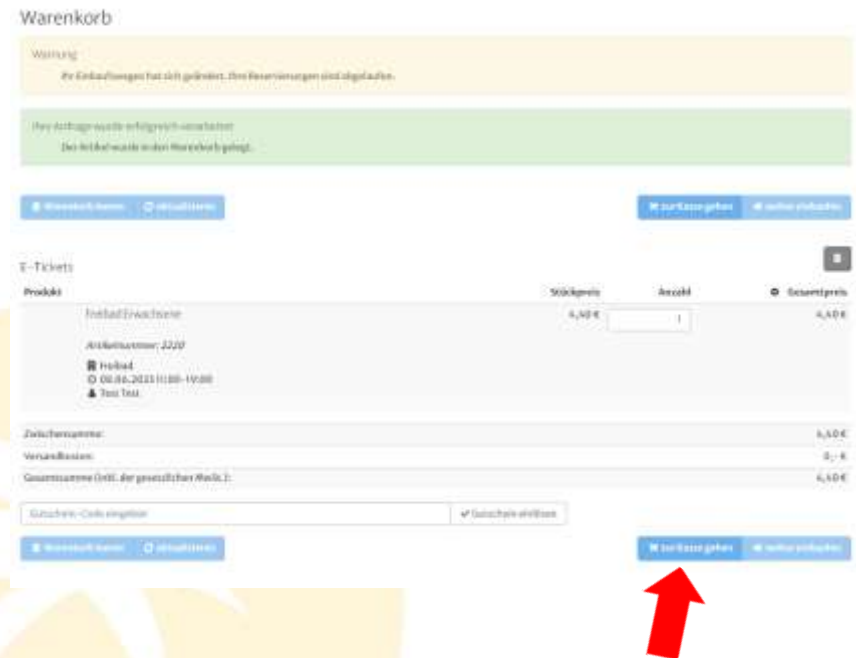 Warenkorb
Warnung
Ihr Einkaufswagen hat sich geändert. Ihre Reservierungen sind abgelaufen.
Ihre Anfrage wurde erfolgreich verarbeitet
Der Artikel wurde in den Warenkorb gelegt.
Warenkorb leeren aktualisieren zur Kasse gehen weiter einkaufen
E-Tickets
Produkt Stückpreis Anzahl Gesamtpreis
Freibad Erwachsene 4,40 € 1 4,40 €
Artikelnummer: 2220
Freibad
Test Test
Zwischensumme: 4,40 €
Versandkosten: 0,- €
Gesamtsumme (inkl. der gesetzlichen MwSt.): 4,40 €
Gutschein-Code eingeben Gutschein einlösen
Warenkorb leeren aktualisieren zur Kasse gehen weiter einkaufen